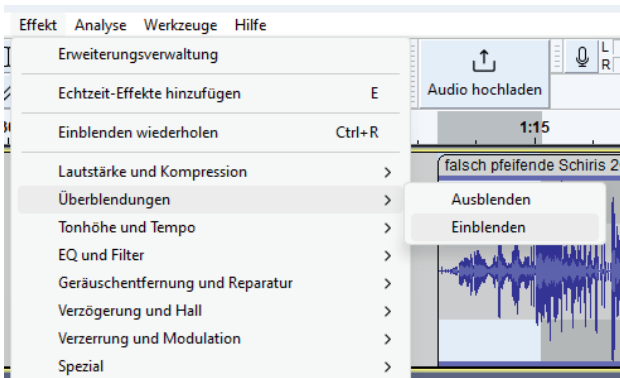 Effekt Analyse Werkzeuge Hilfe
Erweiterungsverwaltung
Echtzeit-Effekte hinzufügen E
Einblenden wiederholen Ctrl+R
Lautstärke und Kompression
Überblendungen
Tonhöhe und Tempo
EQ und Filter
Geräuschentfernung und Reparatur
Verzögerung und Hall
Verzerrung und Modulation
Spezial
Ausblenden
Einblenden
Audio hochladen
L
R
1:15
falsch pfeifende Schiris 2